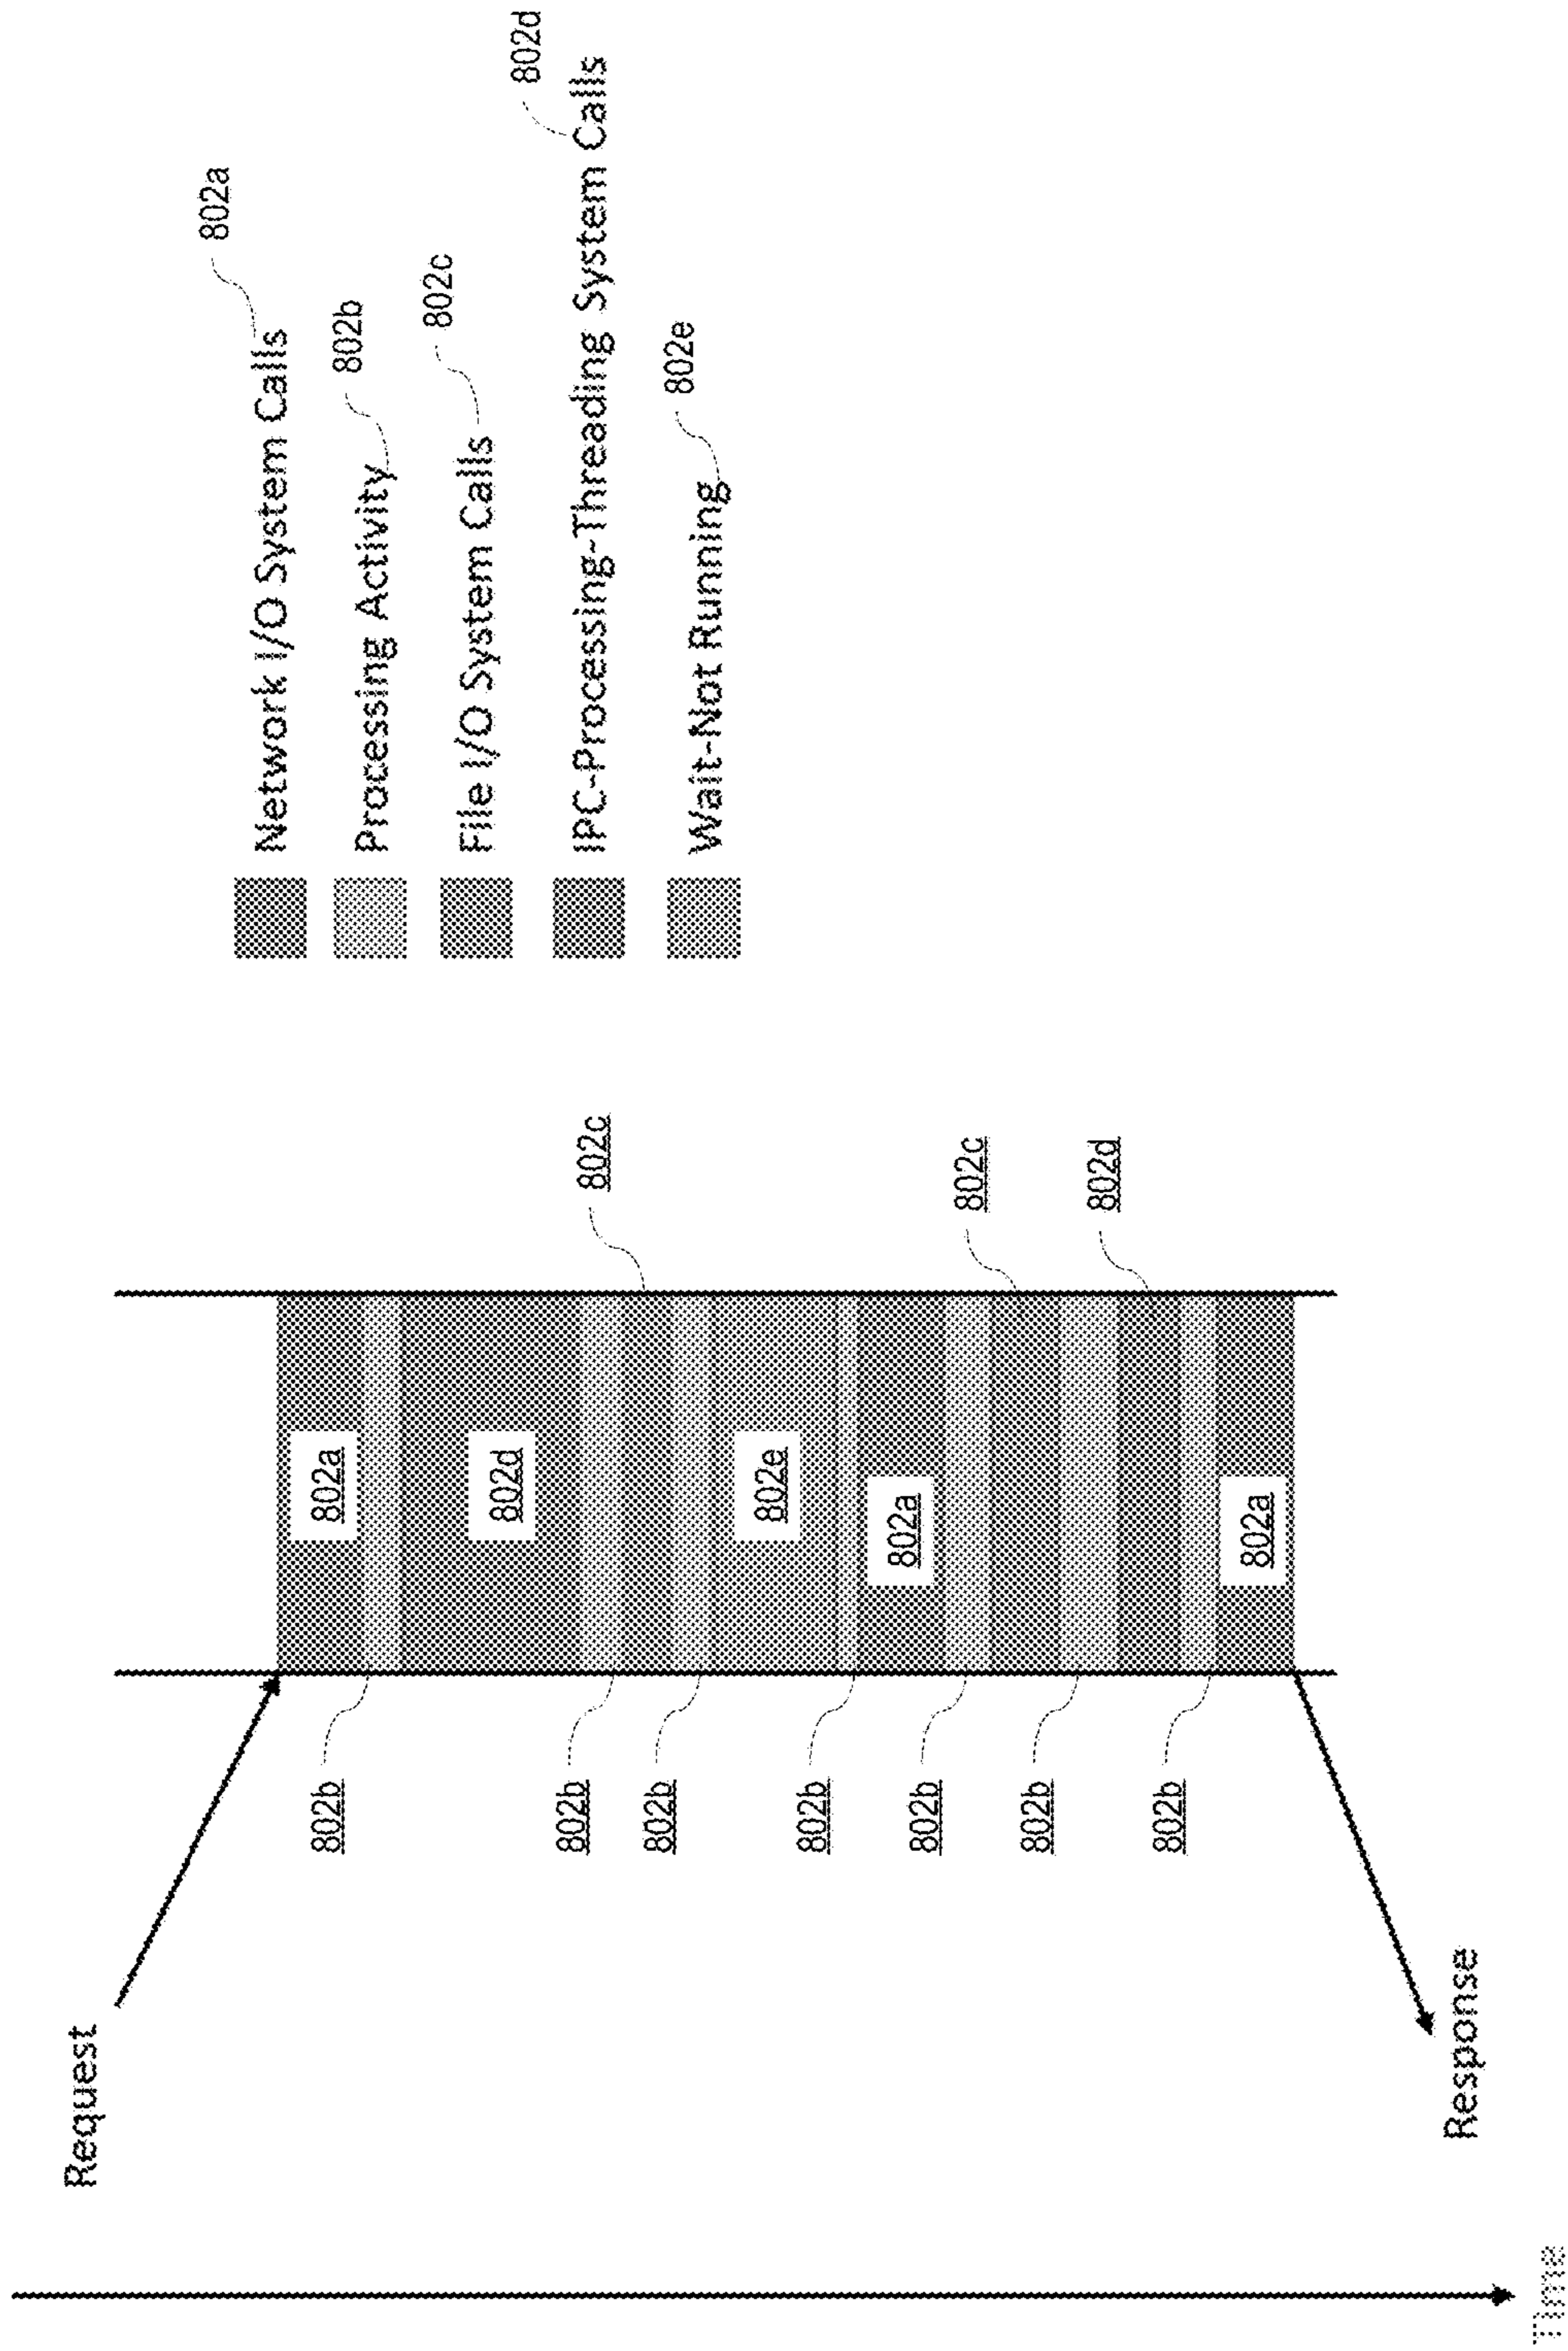 Request
Response
Time
802a
802b
802d
802b
802c
802b
802e
802b
802a
802b
802c
802b
802d
802b
802a
Network I/O System Calls
802a
Processing Activity
802b
File I/O System Calls
802c
IPC-Processing-Threading System Calls
802d
Wait-Not Running
802e